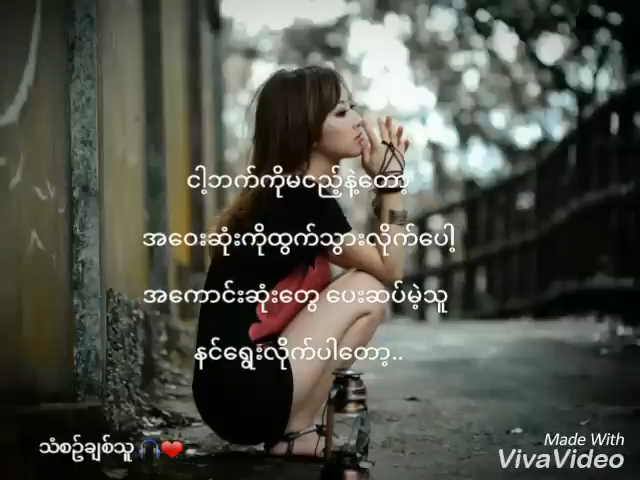 ငါ့ဘက်ကိုမငည့်နဲ့တော့
အဝေးဆုံးကိုထွက်သွားလိုက်ပေါ့
အကောင်းဆုံးတွေ ပေးဆပ်မဲ့သူ
နင်ရွေးလိုက်ပါတော့..
သံစဥ်ချစ်သူ 🎧❤️
Made With
VivaVideo